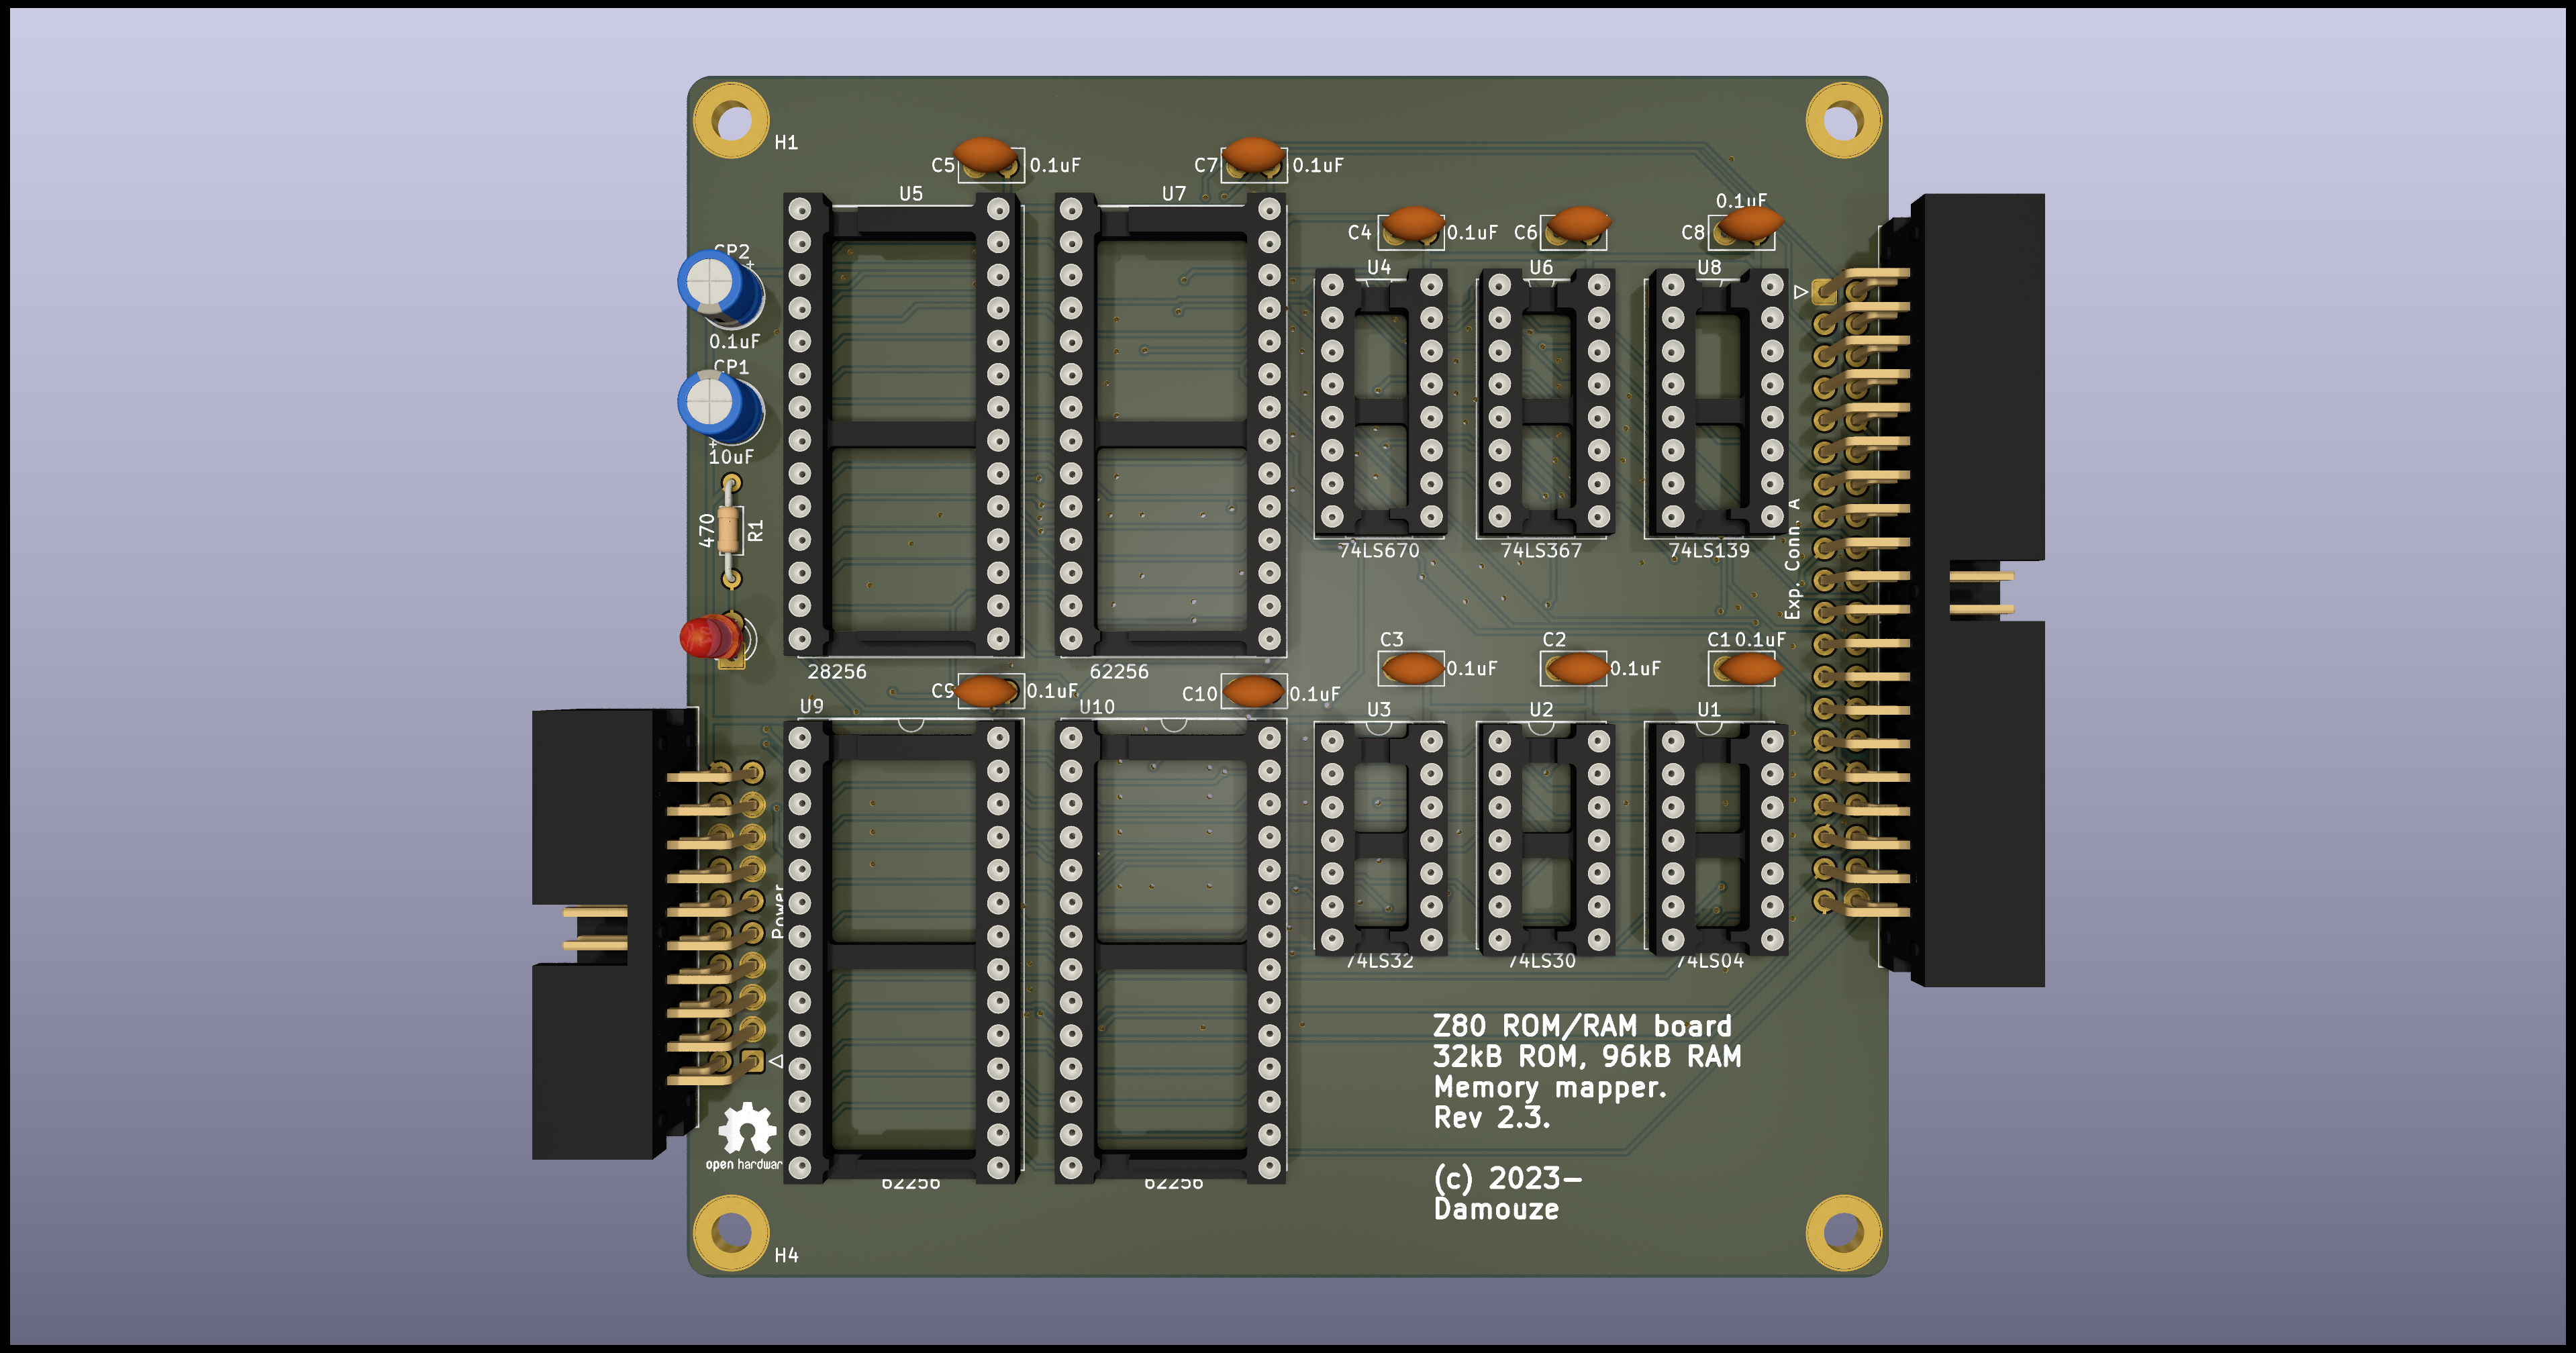 H1
C5 0.1uF
C7 0.1uF
U5
U7
0.1uF
C4 0.1uF
C6
C8
U4
U6
U8
CP2
0.1uF
CP1
10uF
470
R1
Exp. Conn. A
74LS670
74LS367
74LS139
28256
62256
C3
0.1uF
C2
0.1uF
C1 0.1uF
C9 0.1uF
C10 0.1uF
U9
U10
U3
U2
U1
Power
74LS32
74LS30
74LS04
Z80 ROM/RAM board
32kB ROM, 96kB RAM
Memory mapper.
Rev 2.3.
(c) 2023-
Damouze
open hardwar
62256
62256
H4